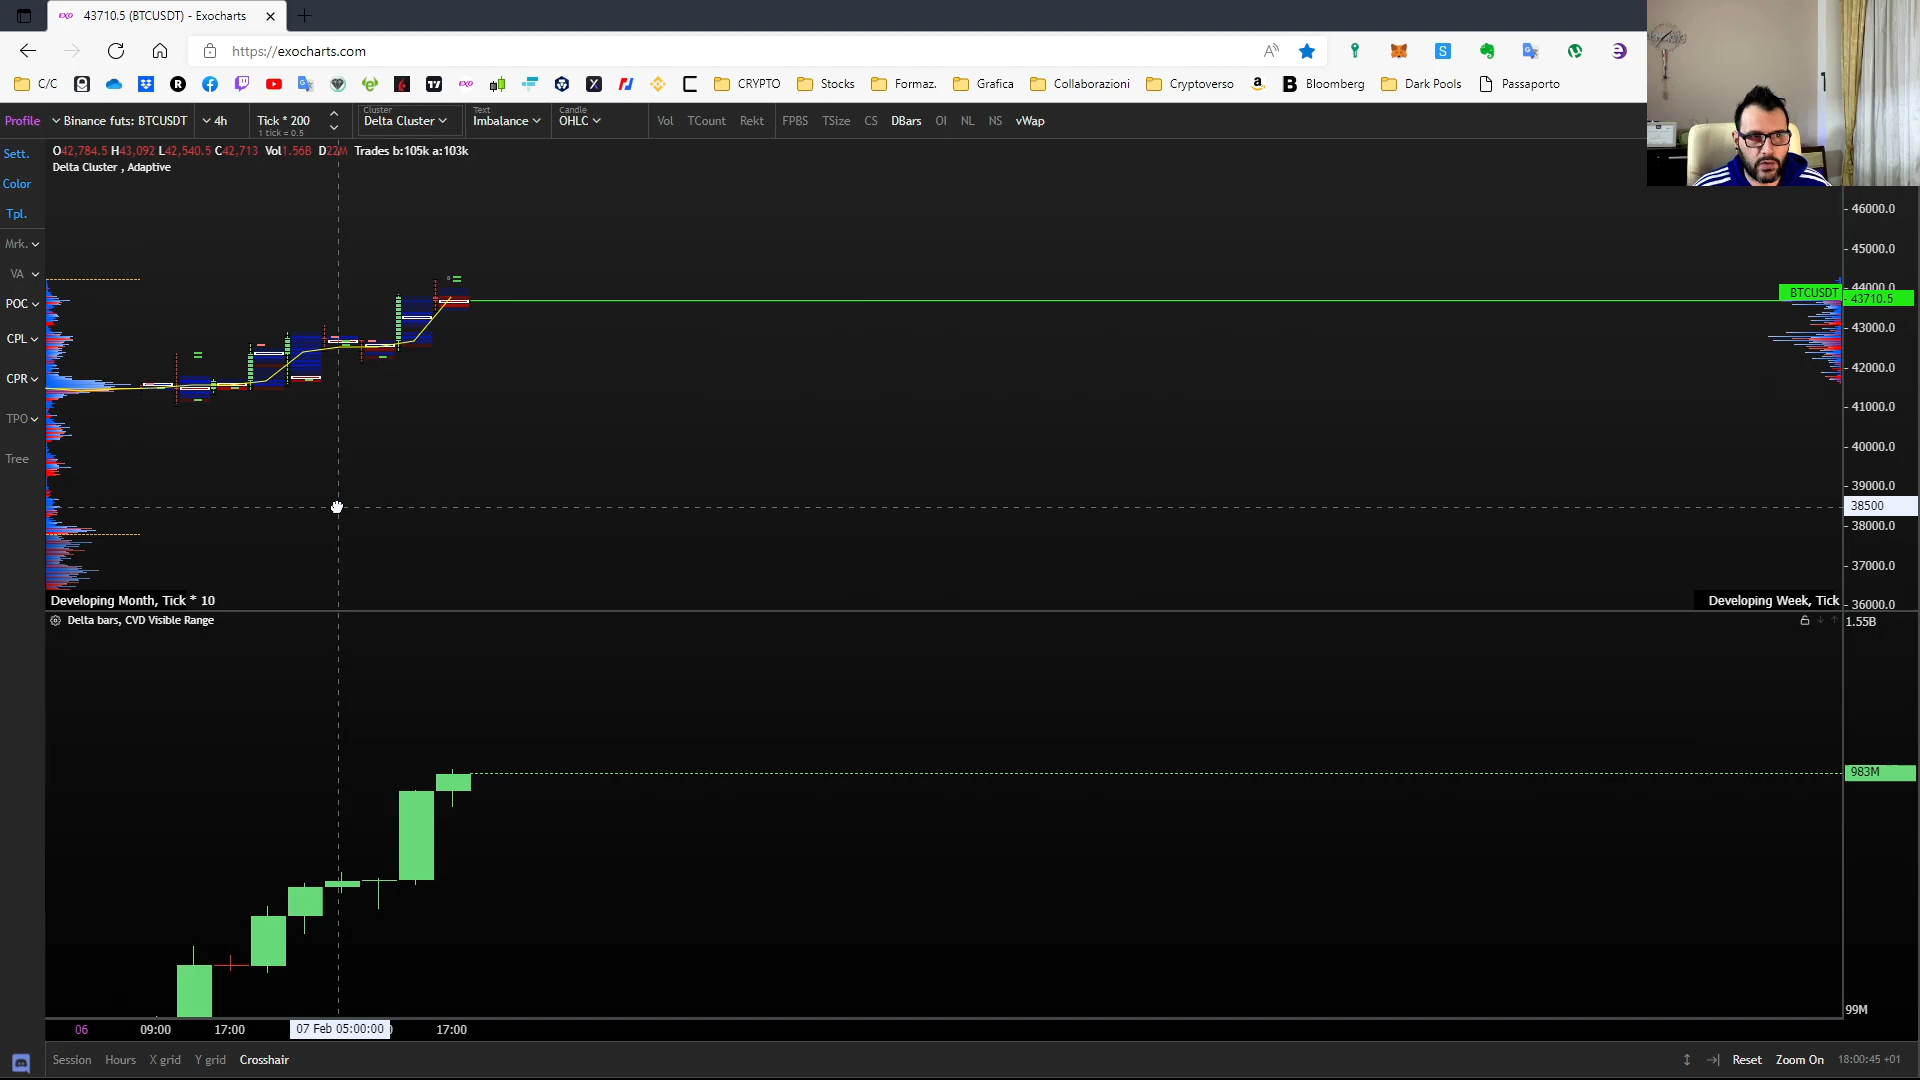 43710.5 (BTCUSDT) - Exocharts
https://exocharts.com
C/C CRYPTO Stocks Formaz. Grafica Collaborazioni Cryptoverso Bloomberg Dark Pools Passaporto
Cluster Text Candle
Profile Binance futs: BTCUSDT 4h Tick * 200 Delta Cluster Imbalance OHLC Vol TCount Rekt FPBS TSize CS DBars OI NL NS vWap
1 tick = 0.5
O42,784.5 H43,092 L42,540.5 C42,713 Vol1.56B D22M Trades b:105k a:103k
Delta Cluster , Adaptive
Sett.
Color
Tpl.
Mrk.
VA
POC
CPL
CPR
TPO
Tree
46000.0
45000.0
44000.0
BTCUSDT
43710.5
43000.0
42000.0
41000.0
40000.0
39000.0
38500
38000.0
37000.0
36000.0
Developing Month, Tick * 10
Developing Week, Tick
Delta bars, CVD Visible Range
1.55B
983M
99M
06 09:00 17:00 07 Feb 05:00:00 17:00
Session Hours X grid Y grid Crosshair
Reset Zoom On 18:00:45 +01